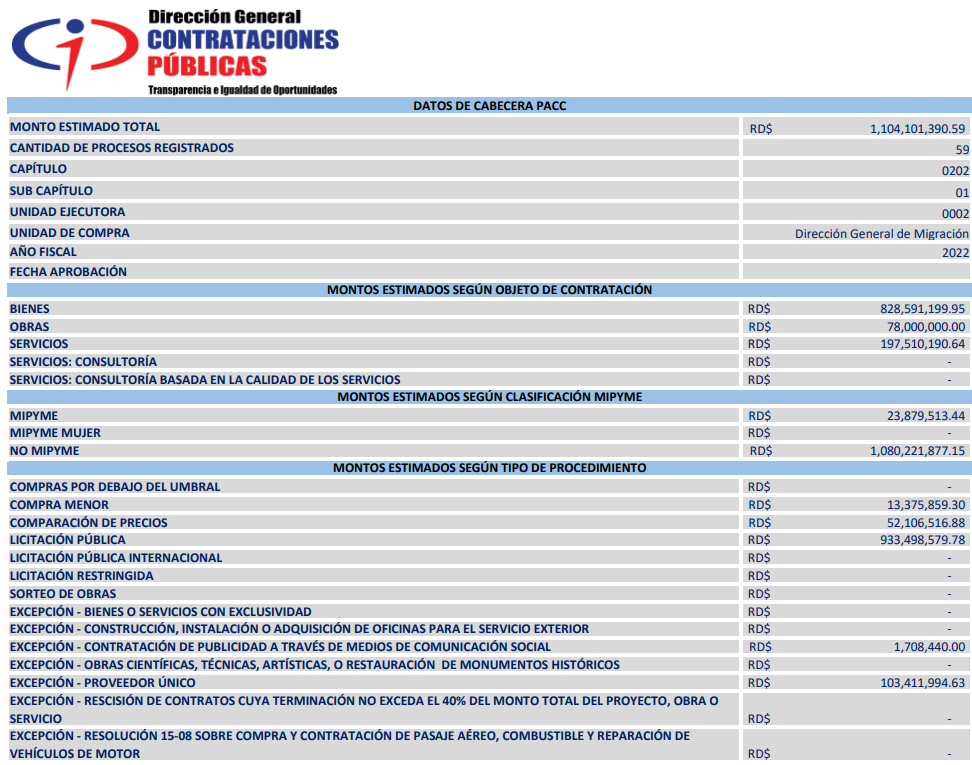 Dirección General
CONTRATACIONES
PÚBLICAS
Transparencia e Igualdad de Oportunidades
DATOS DE CABECERA PACC
MONTO ESTIMADO TOTAL RD$ 1,104,101,390.59
CANTIDAD DE PROCESOS REGISTRADOS 59
CAPÍTULO 0202
SUB CAPÍTULO 01
UNIDAD EJECUTORA 0002
UNIDAD DE COMPRA Dirección General de Migración
AÑO FISCAL 2022
FECHA APROBACIÓN
MONTOS ESTIMADOS SEGÚN OBJETO DE CONTRATACIÓN
BIENES RD$ 828,591,199.95
OBRAS RD$ 78,000,000.00
SERVICIOS RD$ 197,510,190.64
SERVICIOS: CONSULTORÍA RD$ -
SERVICIOS: CONSULTORÍA BASADA EN LA CALIDAD DE LOS SERVICIOS RD$ -
MONTOS ESTIMADOS SEGÚN CLASIFICACIÓN MIPYME
MIPYME RD$ 23,879,513.44
MIPYME MUJER RD$ -
NO MIPYME RD$ 1,080,221,877.15
MONTOS ESTIMADOS SEGÚN TIPO DE PROCEDIMIENTO
COMPRAS POR DEBAJO DEL UMBRAL RD$ -
COMPRA MENOR RD$ 13,375,859.30
COMPARACIÓN DE PRECIOS RD$ 52,106,516.88
LICITACIÓN PÚBLICA RD$ 933,498,579.78
LICITACIÓN PÚBLICA INTERNACIONAL RD$ -
LICITACIÓN RESTRINGIDA RD$ -
SORTEO DE OBRAS RD$ -
EXCEPCIÓN - BIENES O SERVICIOS CON EXCLUSIVIDAD RD$ -
EXCEPCIÓN - CONSTRUCCIÓN, INSTALACIÓN O ADQUISICIÓN DE OFICINAS PARA EL SERVICIO EXTERIOR RD$ -
EXCEPCIÓN - CONTRATACIÓN DE PUBLICIDAD A TRAVÉS DE MEDIOS DE COMUNICACIÓN SOCIAL RD$ 1,708,440.00
EXCEPCIÓN - OBRAS CIENTÍFICAS, TÉCNICAS, ARTÍSTICAS, O RESTAURACIÓN DE MONUMENTOS HISTÓRICOS RD$ -
EXCEPCIÓN - PROVEEDOR ÚNICO RD$ 103,411,994.63
EXCEPCIÓN - RESCISIÓN DE CONTRATOS CUYA TERMINACIÓN NO EXCEDA EL 40% DEL MONTO TOTAL DEL PROYECTO, OBRA O
SERVICIO RD$ -
EXCEPCIÓN - RESOLUCIÓN 15-08 SOBRE COMPRA Y CONTRATACIÓN DE PASAJE AÉREO, COMBUSTIBLE Y REPARACIÓN DE
VEHÍCULOS DE MOTOR RD$ -